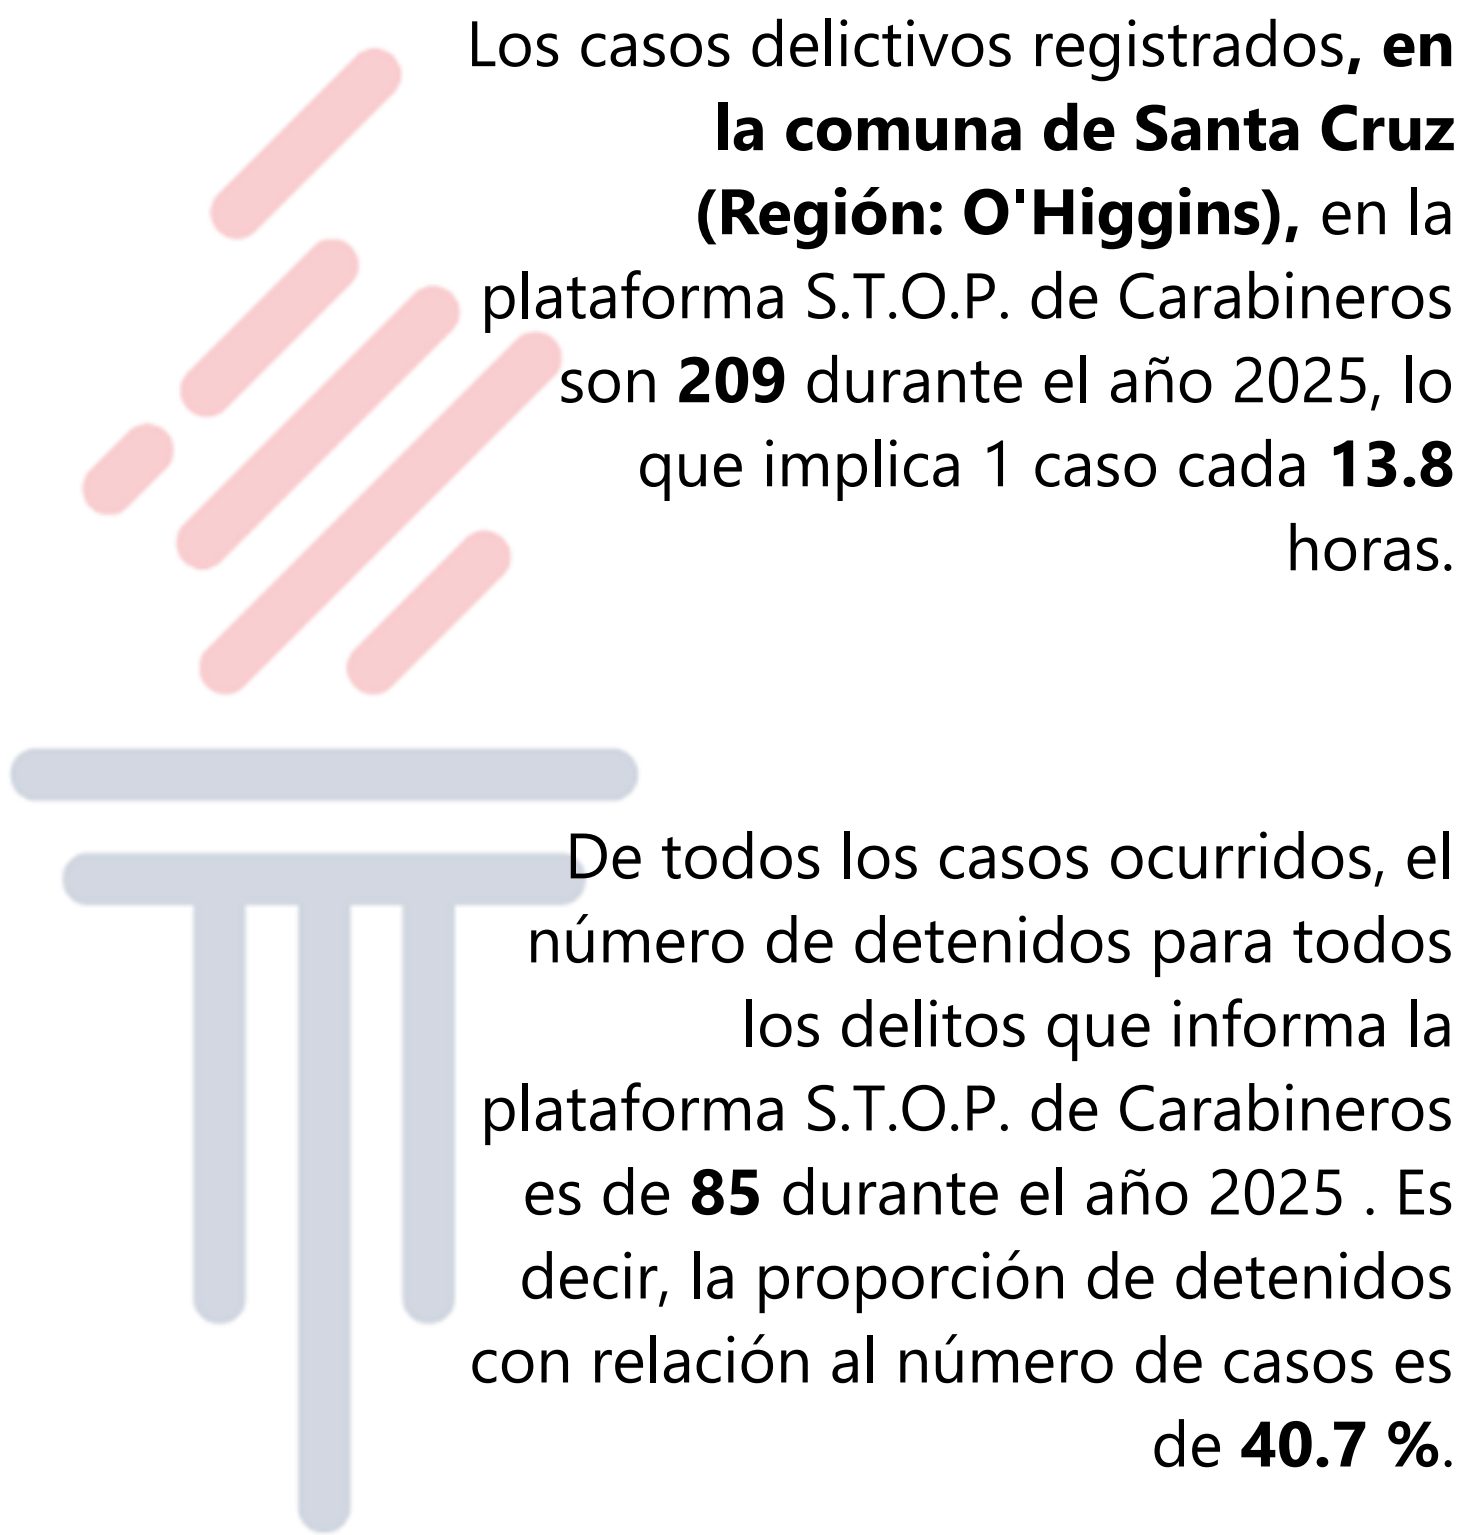 Los casos delictivos registrados, en
la comuna de Santa Cruz
(Región: O'Higgins), en la
plataforma S.T.O.P. de Carabineros
son 209 durante el año 2025, lo
que implica 1 caso cada 13.8
horas.
De todos los casos ocurridos, el
número de detenidos para todos
los delitos que informa la
plataforma S.T.O.P. de Carabineros
es de 85 durante el año 2025 . Es
decir, la proporción de detenidos
con relación al número de casos es
de 40.7 %.